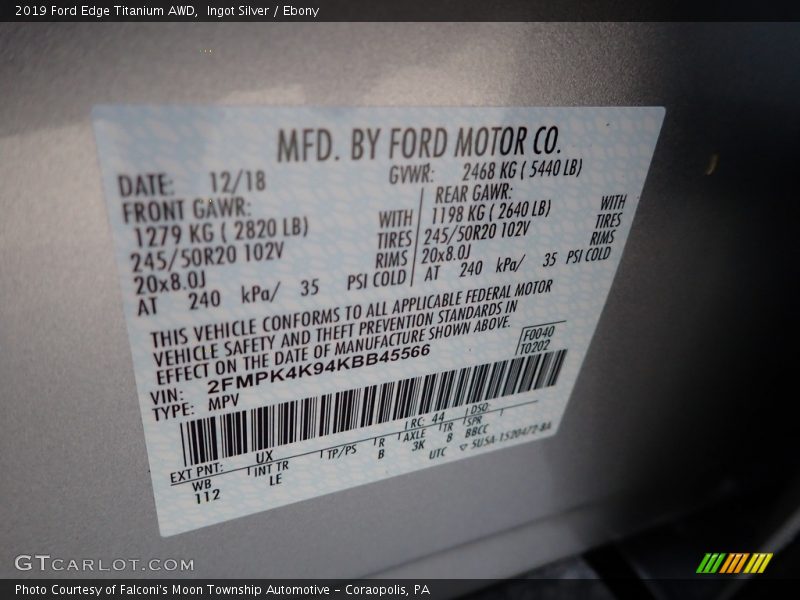 2019 Ford Edge Titanium AWD, Ingot Silver / Ebony
MFD. BY FORD MOTOR CO.
DATE: 12/18 GVWR: 2468 KG ( 5440 LB)
FRONT GAWR: REAR GAWR:
1279 KG ( 2820 LB) WITH 1198 KG ( 2640 LB) WITH
245/50R20 102V TIRES 245/50R20 102V TIRES
20x8.0J RIMS 20x8.0J RIMS
AT 240 kPa/ 35 PSI COLD AT 240 kPa/ 35 PSI COLD
THIS VEHICLE CONFORMS TO ALL APPLICABLE FEDERAL MOTOR
VEHICLE SAFETY AND THEFT PREVENTION STANDARDS IN
EFFECT ON THE DATE OF MANUFACTURE SHOWN ABOVE.
F0040
T0202
VIN: 2FMPK4K94KBB45566
TYPE: MPV
EXT PNT: UX RC: 44 DSO:
WB INT TR TP/PS R AXLE TR SPR
112 LE B 3K 8 BBCC
UTC ▽ 5U5A-1520472-BA
GTCARLOT.COM
Photo Courtesy of Falconi's Moon Township Automotive - Coraopolis, PA